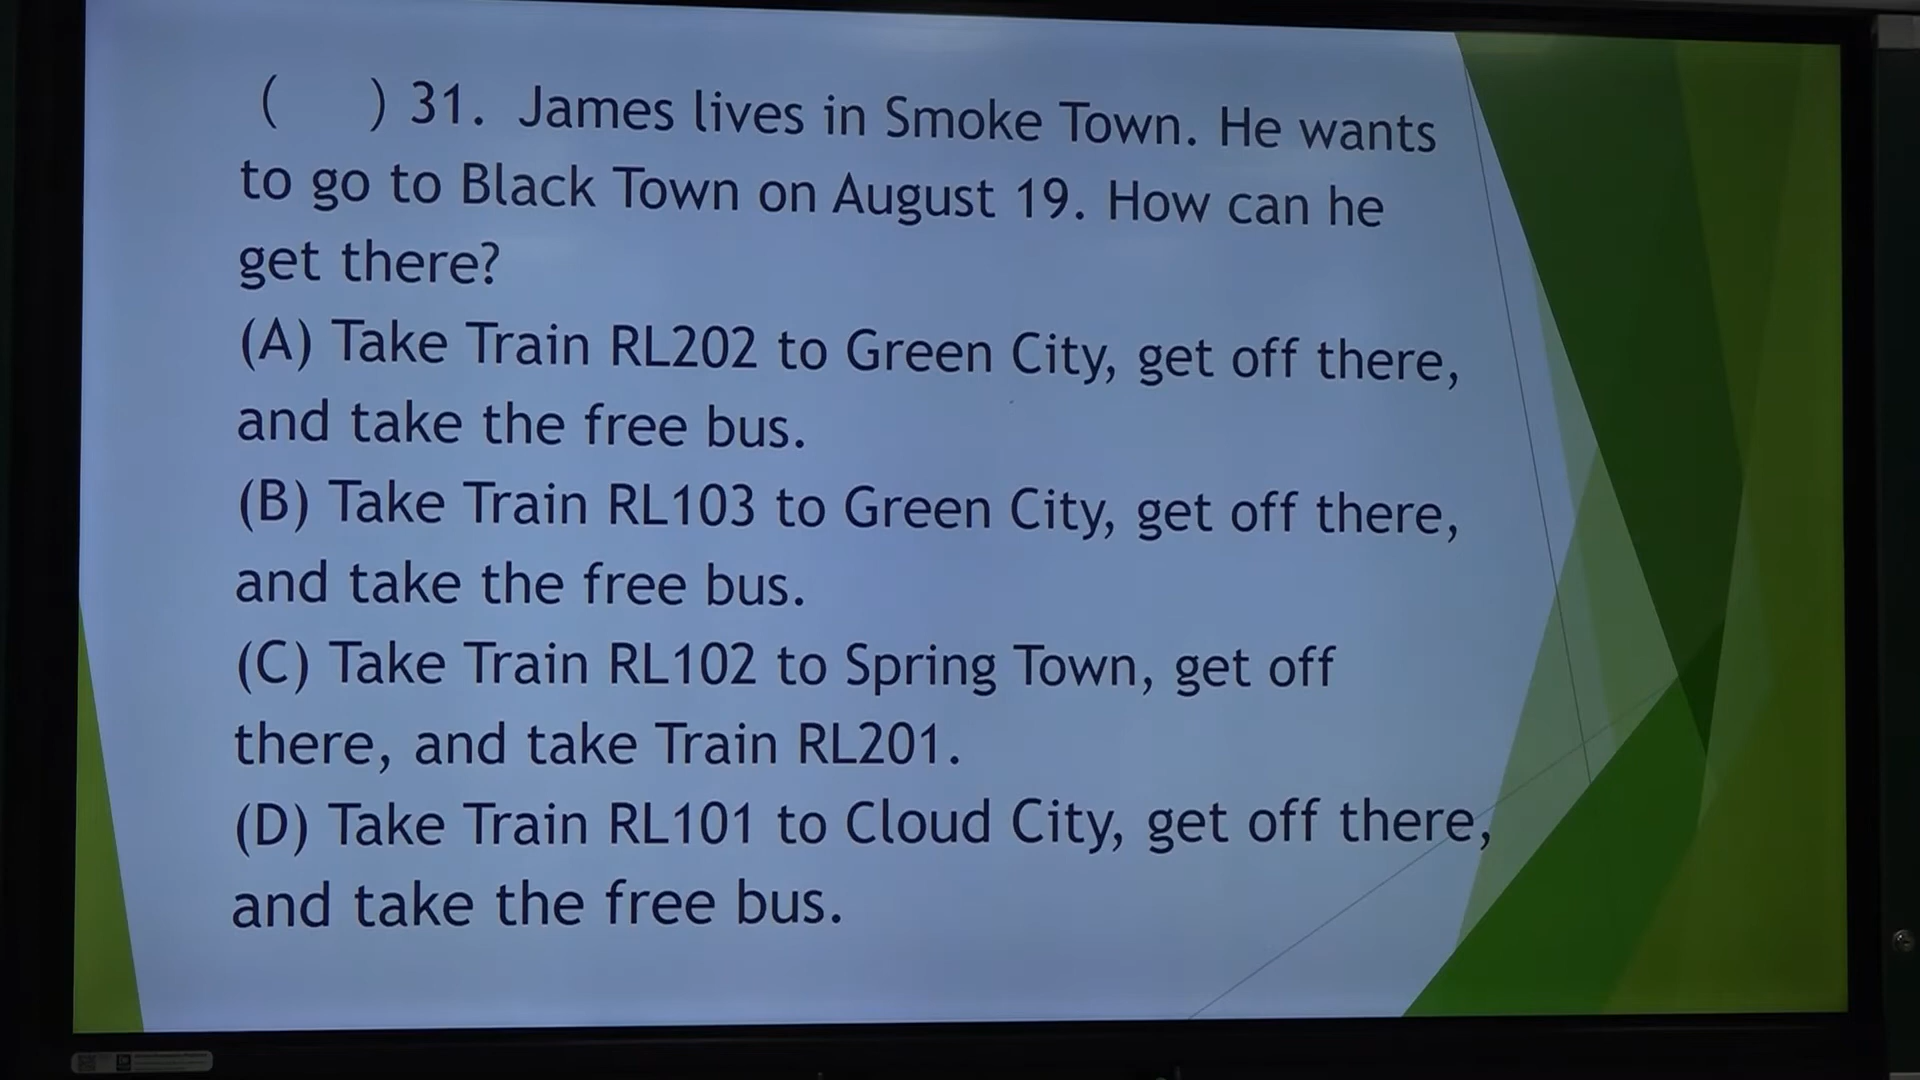 ( ) 31. James lives in Smoke Town. He wants
to go to Black Town on August 19. How can he
get there?
(A) Take Train RL202 to Green City, get off there,
and take the free bus.
(B) Take Train RL103 to Green City, get off there,
and take the free bus.
(C) Take Train RL102 to Spring Town, get off
there, and take Train RL201.
(D) Take Train RL101 to Cloud City, get off there,
and take the free bus.